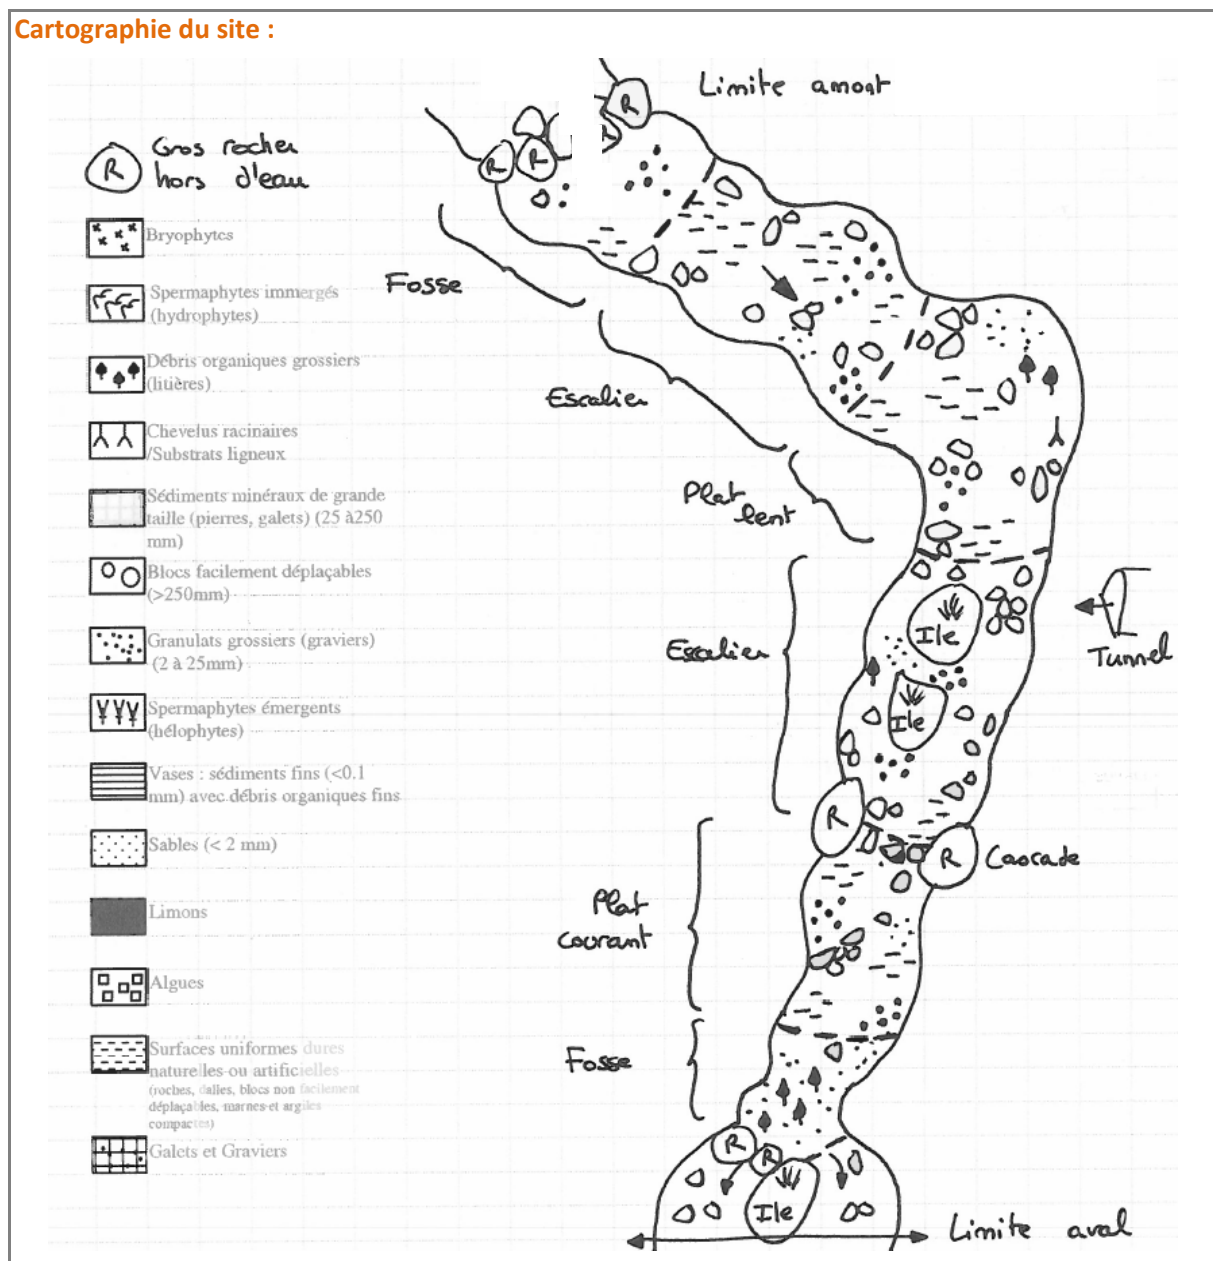 Cartographie du site :
Limite amont
R
R
R
R
R
Gros rocher
hors d'eau
Bryophytes
Spermaphytes immergés
(hydrophytes)
Débris organiques grossiers
(litières)
Chevelus racinaires
/Substrats ligneux
Sédiments minéraux de grande
taille (pierres, galets) (25 à250
mm)
Blocs facilement déplaçables
(>250mm)
Granulats grossiers (graviers)
(2 à 25mm)
Spermaphytes émergents
(hélophytes)
Vases : sédiments fins (<0.1
mm) avec débris organiques fins
Sables (< 2 mm)
Limons
Algues
Surfaces uniformes dures
naturelles ou artificielles
(roches, dalles, blocs non facilement
déplaçables, marnes et argiles
compactes)
Galets et Graviers
Fosse
Escalier
Plat
lent
Escalier
Ile
Tunnel
Ile
R
R
Cascade
Plat
courant
Fosse
R
R
Ile
Limite aval